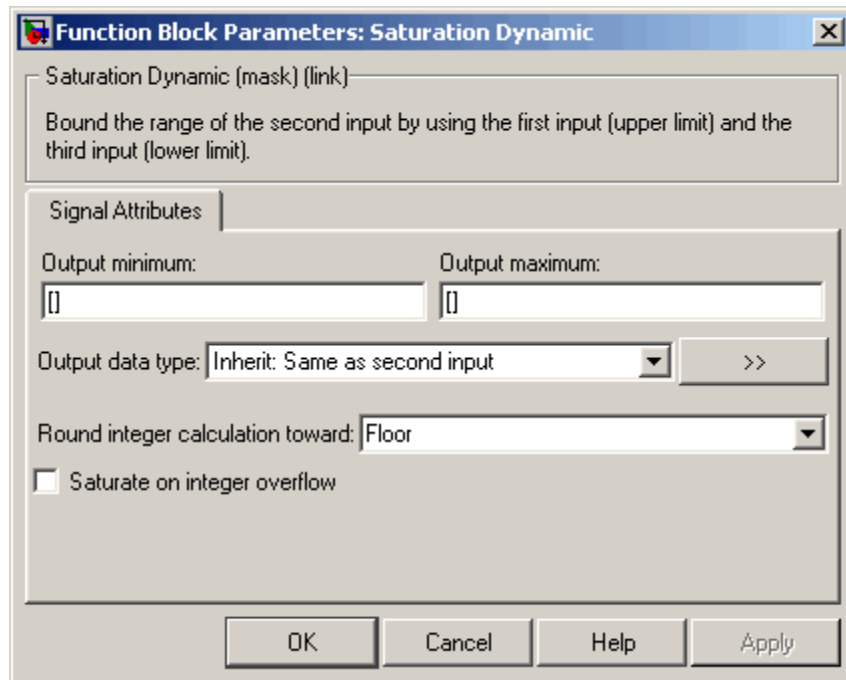 Function Block Parameters: Saturation Dynamic
Saturation Dynamic (mask) (link)
Bound the range of the second input by using the first input (upper limit) and the
third input (lower limit).
Signal Attributes
Output minimum: Output maximum:
[] []
Output data type: Inherit: Same as second input >>
Round integer calculation toward: Floor
Saturate on integer overflow
OK Cancel Help Apply